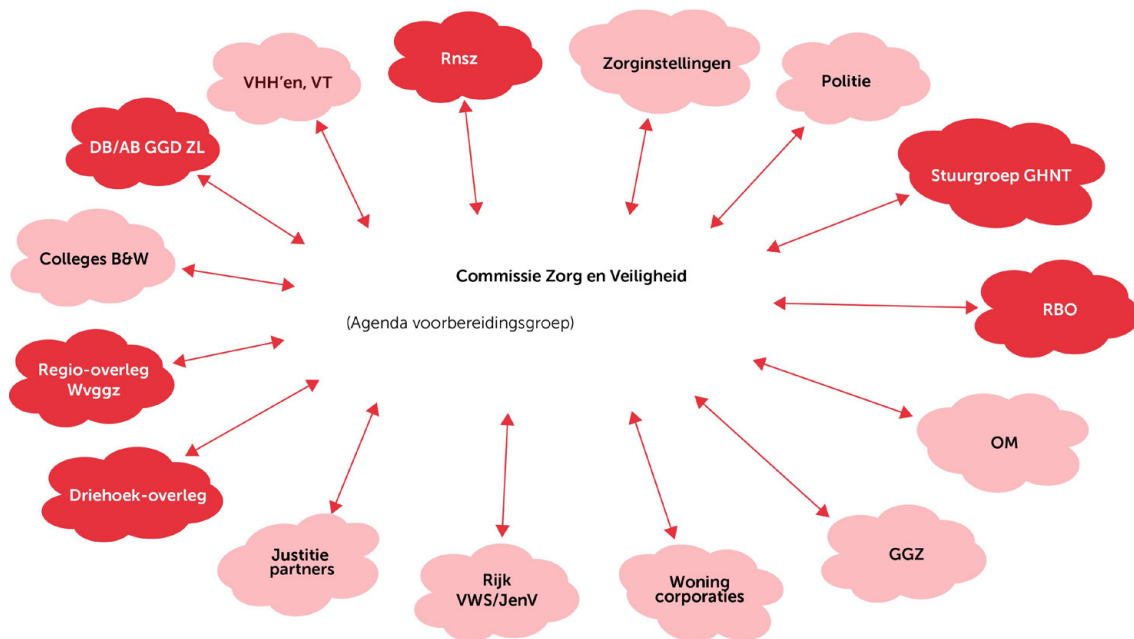 Rnsz
Zorginstellingen
VHH'en, VT
Politie
DB/AB GGD ZL
Stuurgroep GHNT
Colleges B&W
Commissie Zorg en Veiligheid
(Agenda voorbereidingsgroep)
RBO
Regio-overleg
Wvggz
OM
Driehoek-overleg
Justitie
partners
Rijk
VWS/JenV
Woning
corporaties
GGZ